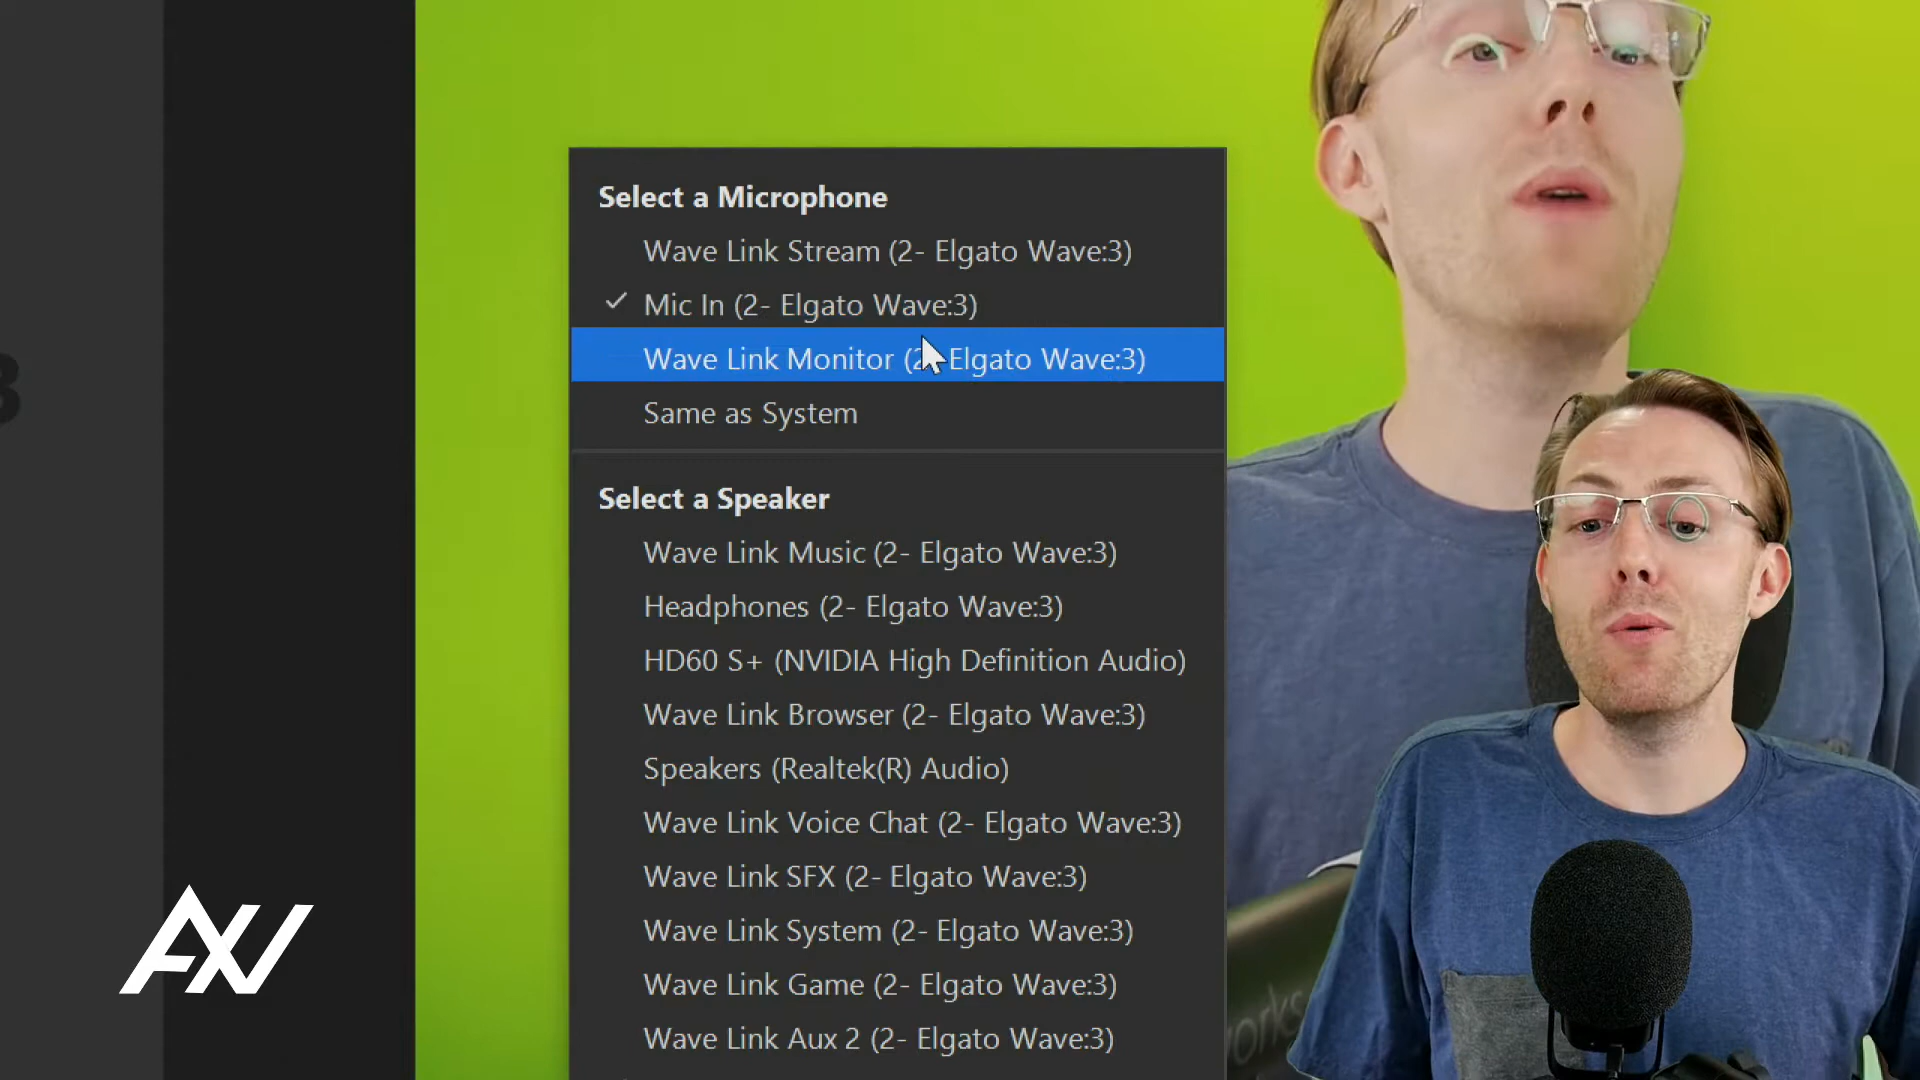 Select a Microphone
Wave Link Stream (2- Elgato Wave:3)
Mic In (2- Elgato Wave:3)
Wave Link Monitor (2- Elgato Wave:3)
Same as System
Select a Speaker
Wave Link Music (2- Elgato Wave:3)
Headphones (2- Elgato Wave:3)
HD60 S+ (NVIDIA High Definition Audio)
Wave Link Browser (2- Elgato Wave:3)
Speakers (Realtek(R) Audio)
Wave Link Voice Chat (2- Elgato Wave:3)
Wave Link SFX (2- Elgato Wave:3)
Wave Link System (2- Elgato Wave:3)
Wave Link Game (2- Elgato Wave:3)
Wave Link Aux 2 (2- Elgato Wave:3)